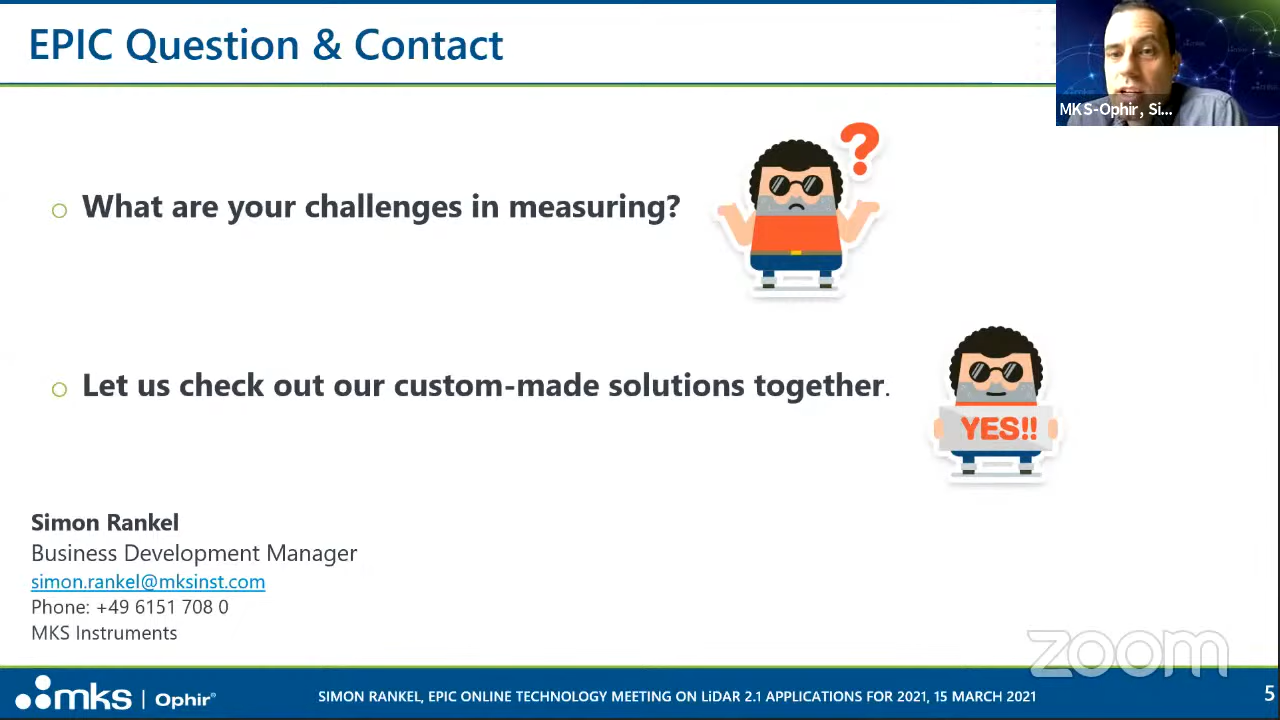 EPIC Question & Contact
MKS-Ophir, Si...
?
What are your challenges in measuring?
Let us check out our custom-made solutions together.
YES!!
Simon Rankel
Business Development Manager
simon.rankel@mksinst.com
Phone: +49 6151 708 0
MKS Instruments
zoom
mks | Ophir®
SIMON RANKEL, EPIC ONLINE TECHNOLOGY MEETING ON LiDAR 2.1 APPLICATIONS FOR 2021, 15 MARCH 2021
5